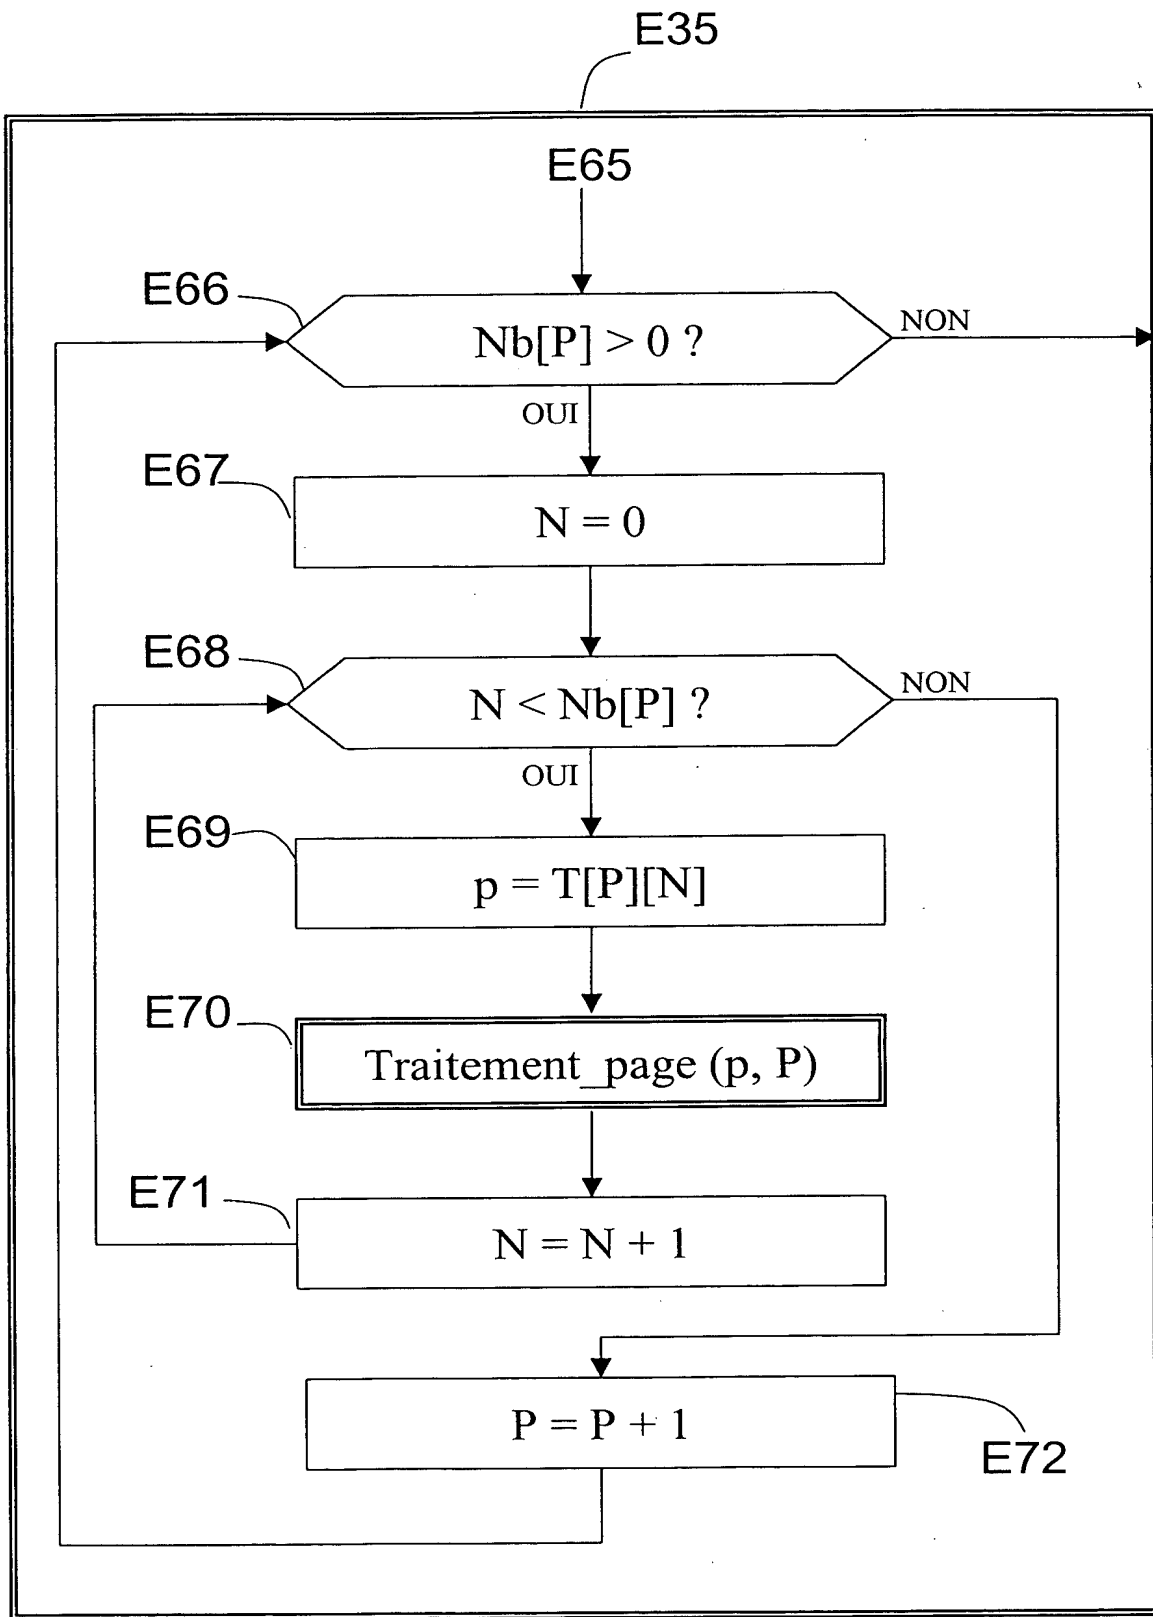 E35
E65
E66
Nb[P] > 0 ?
NON
OUI
E67
N = 0
E68
N < Nb[P] ?
NON
OUI
E69
p = T[P][N]
E70
Traitement_page (p, P)
E71
N = N + 1
P = P + 1
E72